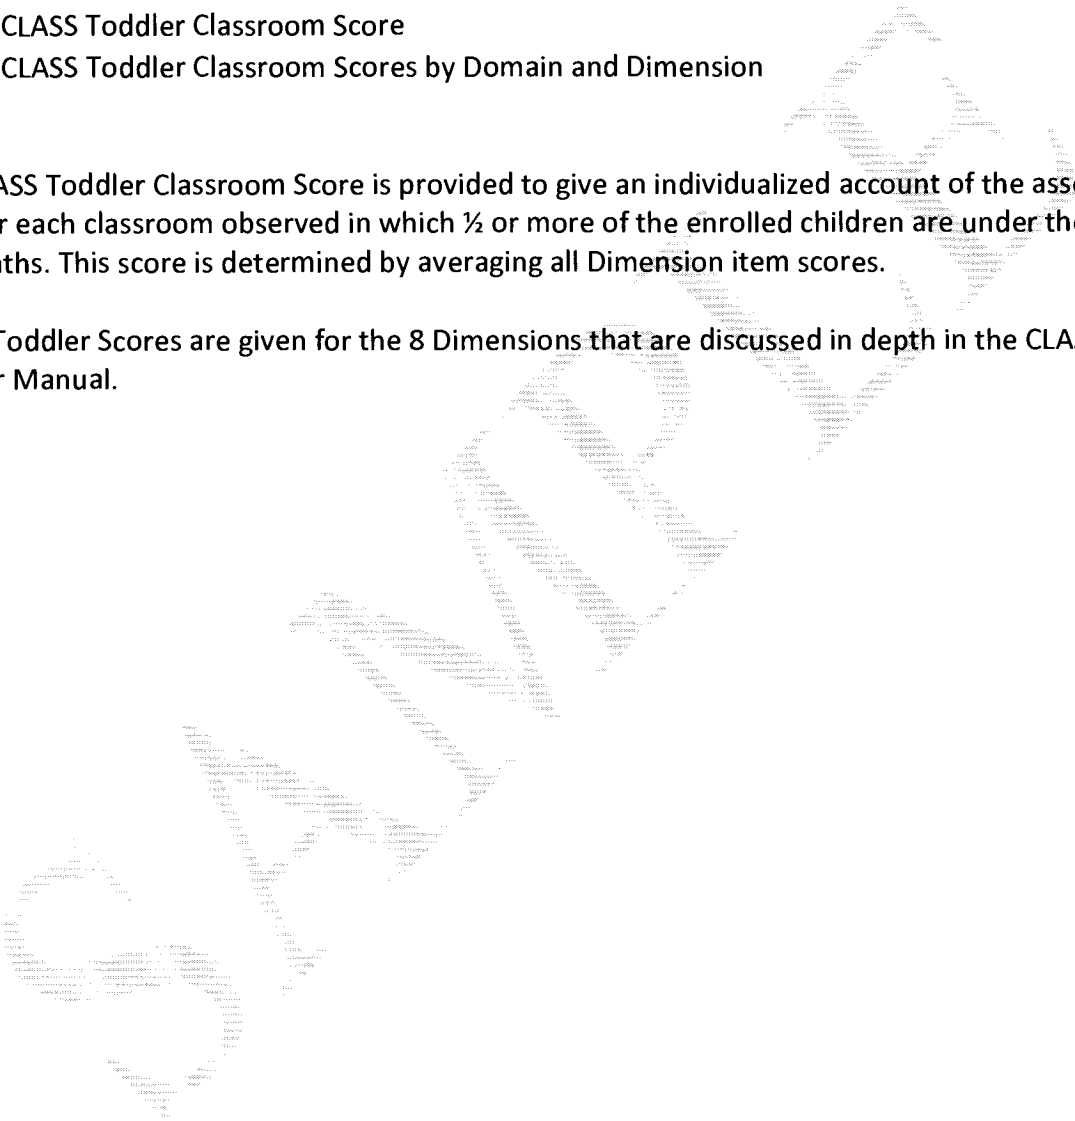 CLASS Toddler Classroom Score
CLASS Toddler Classroom Scores by Domain and Dimension
ASS Toddler Classroom Score is provided to give an individualized account of the ass
r each classroom observed in which ½ or more of the enrolled children are under th
ths. This score is determined by averaging all Dimension item scores.
Toddler Scores are given for the 8 Dimensions that are discussed in depth in the CLA
r Manual.
SAMPLE